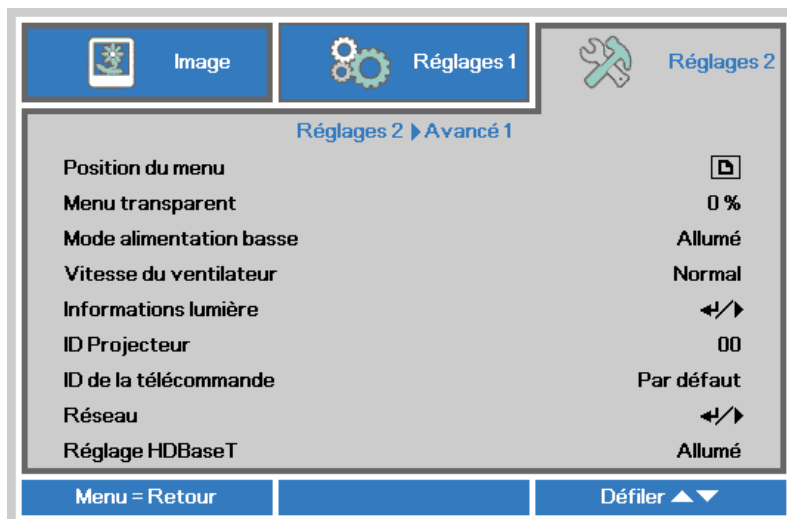 Image
Réglages 1
Réglages 2
Réglages 2 Avancé 1
Position du menu
Menu transparent 0 %
Mode alimentation basse Allumé
Vitesse du ventilateur Normal
Informations lumière
ID Projecteur 00
ID de la télécommande Par défaut
Réseau
Réglage HDBaseT Allumé
Menu = Retour
Défiler